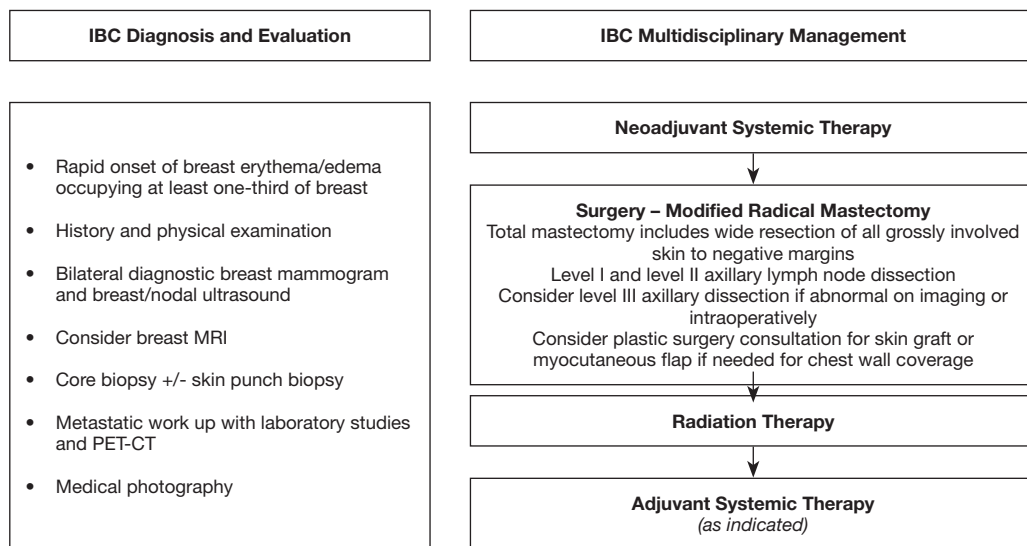 IBC Diagnosis and Evaluation
• Rapid onset of breast erythema/edema
occupying at least one-third of breast
• History and physical examination
• Bilateral diagnostic breast mammogram
and breast/nodal ultrasound
• Consider breast MRI
• Core biopsy +/- skin punch biopsy
• Metastatic work up with laboratory studies
and PET-CT
• Medical photography
IBC Multidisciplinary Management
Neoadjuvant Systemic Therapy
Surgery – Modified Radical Mastectomy
Total mastectomy includes wide resection of all grossly involved
skin to negative margins
Level I and level II axillary lymph node dissection
Consider level III axillary dissection if abnormal on imaging or
intraoperatively
Consider plastic surgery consultation for skin graft or
myocutaneous flap if needed for chest wall coverage
Radiation Therapy
Adjuvant Systemic Therapy
(as indicated)